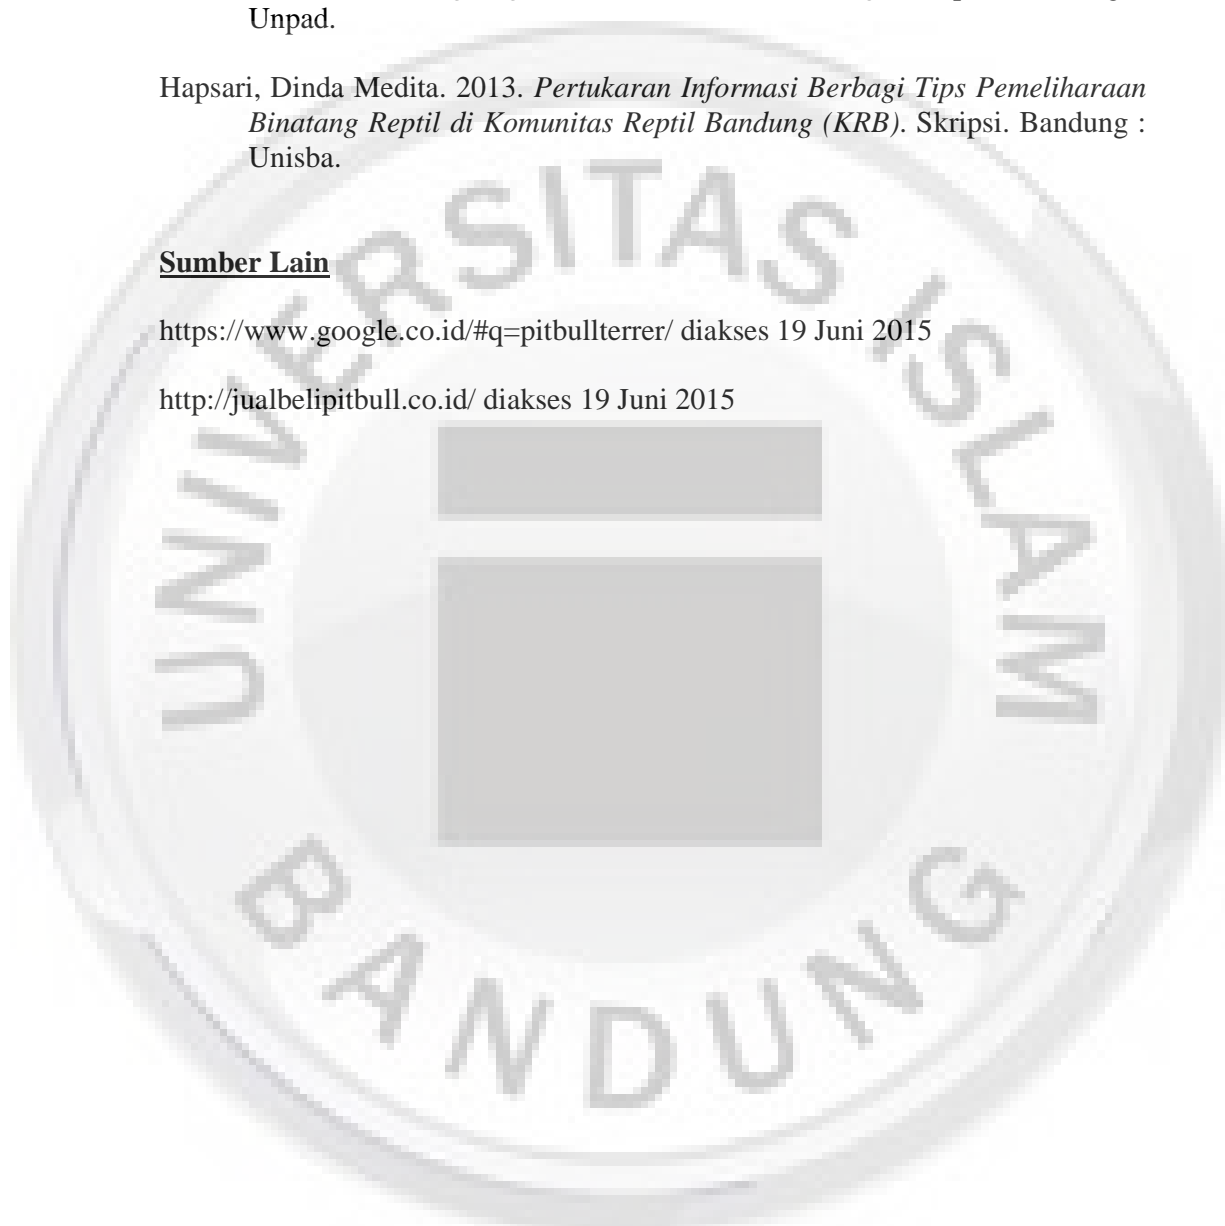 Unpad.
Hapsari, Dinda Medita. 2013. Pertukaran Informasi Berbagi Tips Pemeliharaan
Binatang Reptil di Komunitas Reptil Bandung (KRB). Skripsi. Bandung :
Unisba.
Sumber Lain
https://www.google.co.id/#q=pitbullterrer/ diakses 19 Juni 2015
http://jualbelipitbull.co.id/ diakses 19 Juni 2015
UNIVERSITAS ISLAM
BANDUNG